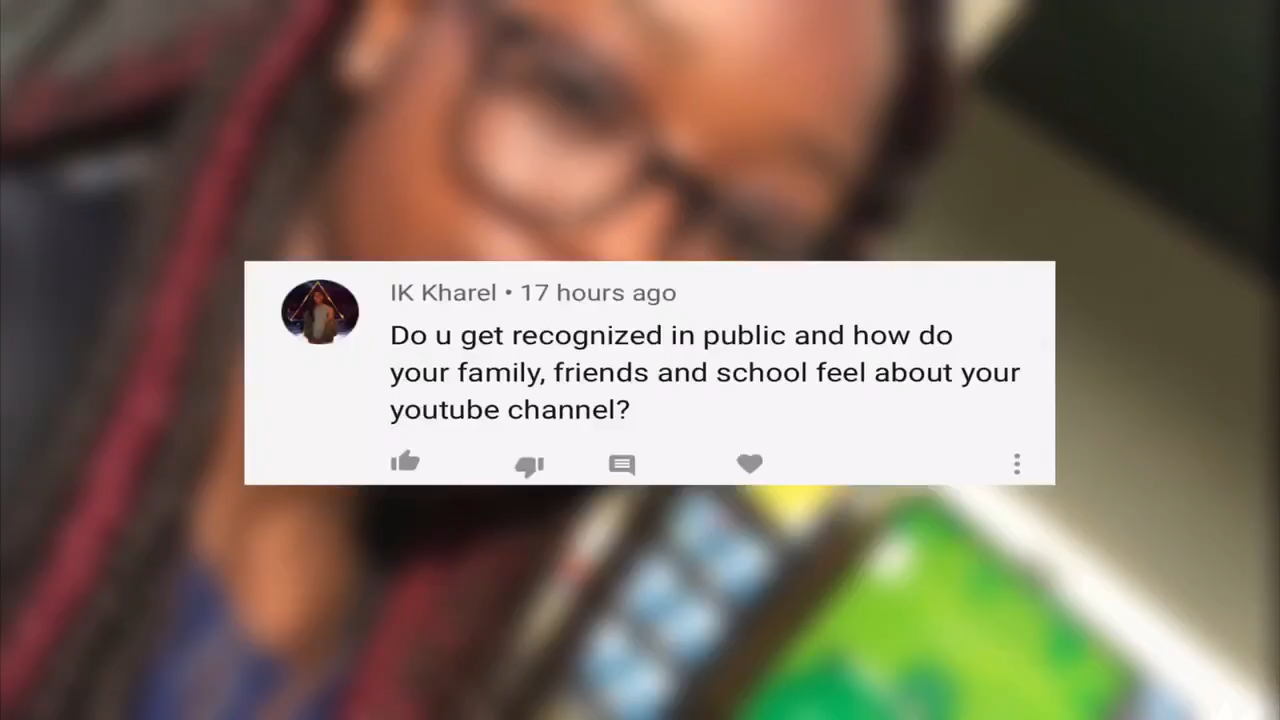 IK Kharel • 17 hours ago
Do u get recognized in public and how do
your family, friends and school feel about your
youtube channel?